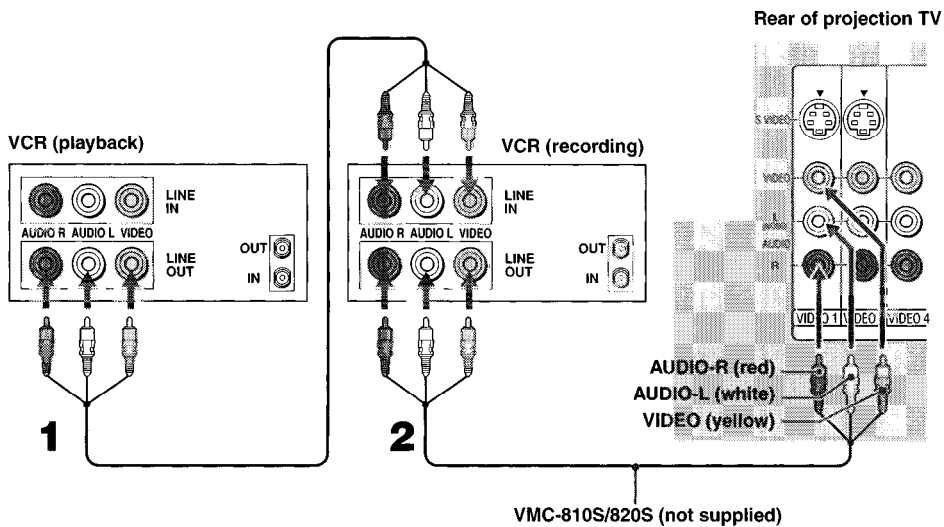 Rear of projection TV
S VIDEO
VIDEO
L
AUDIO
R
VIDEO 1
VIDEO
VIDEO 4
VCR (playback)
LINE
IN
AUDIO R AUDIO L VIDEO
LINE
OUT
OUT
IN
VCR (recording)
LINE
IN
AUDIO R AUDIO L VIDEO
LINE
OUT
OUT
IN
AUDIO-R (red)
AUDIO-L (white)
VIDEO (yellow)
1
2
VMC-810S/820S (not supplied)